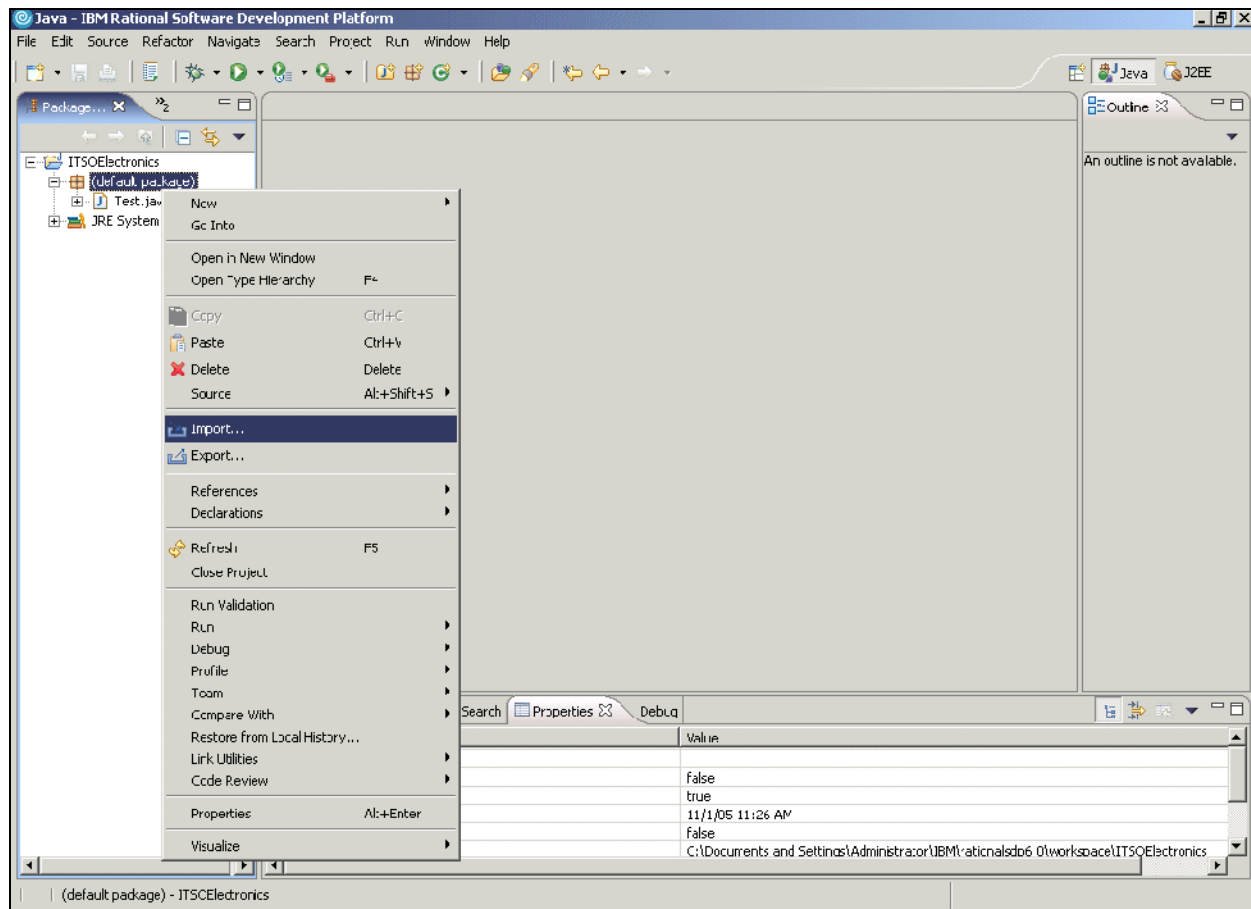 Java - IBM Rational Software Development Platform
File Edit Source Refactor Navigate Search Project Run Window Help
Java J2EE
Package... 2
Outline
An outline is not available.
ITSOElectronics
(default package)
Test.jav
JRE System
New
Go Into
Open in New Window
Open Type Hierarchy F4
Copy Ctrl+C
Paste Ctrl+V
Delete Delete
Source Alt+Shift+S
Import...
Export...
References
Declarations
Refresh F5
Close Project
Run Validation
Run
Debug
Profile
Team
Compare With
Restore from Local History...
Link Utilities
Code Review
Properties Alt+Enter
Visualize
Search Properties Debug
Value
false
true
11/1/05 11:26 AM
false
C:\Documents and Settings\Administrator\IBM\rationalsdp6.0\workspace\ITSOElectronics
(default package) - ITSOElectronics